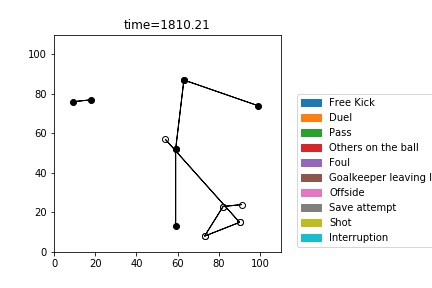 time=1810.21
100
80
60
40
20
0
0 20 40 60 80 100
Free Kick
Duel
Pass
Others on the ball
Foul
Goalkeeper leaving l
Offside
Save attempt
Shot
Interruption